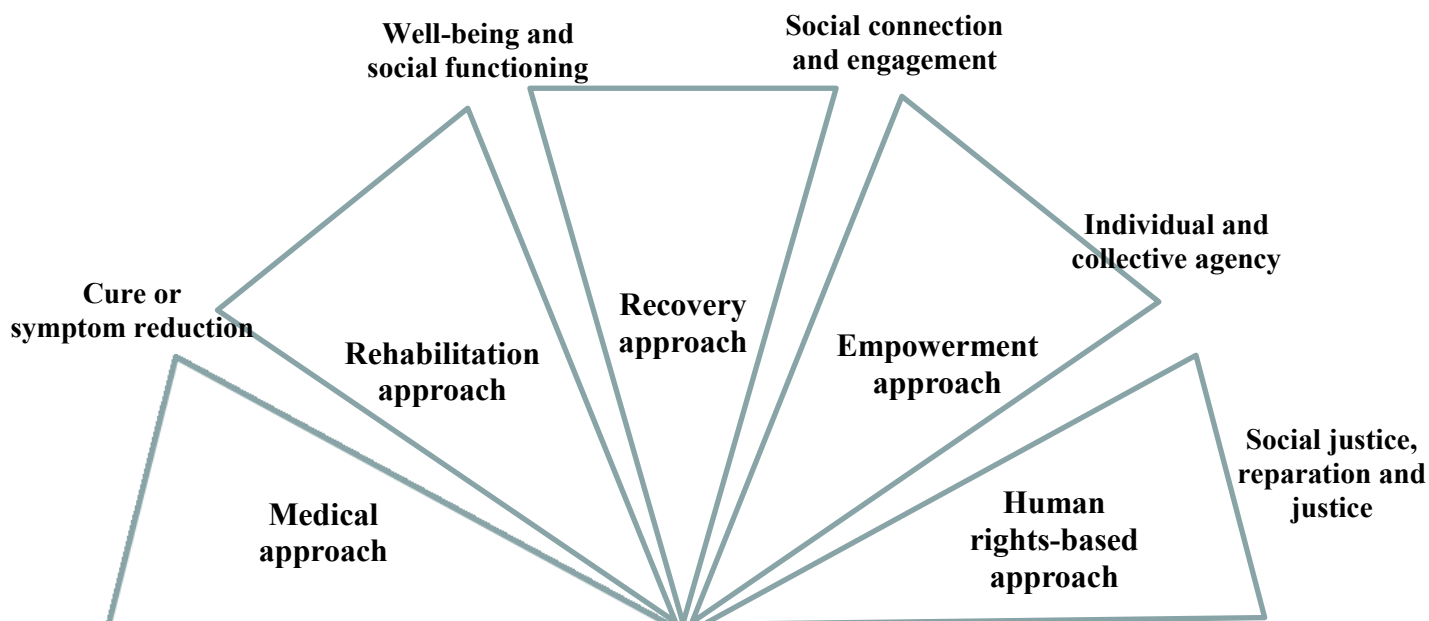 Well-being and
social functioning
Social connection
and engagement
Individual and
collective agency
Cure or
symptom reduction
Recovery
approach
Rehabilitation
approach
Empowerment
approach
Social justice,
reparation and
justice
Medical
approach
Human
rights-based
approach